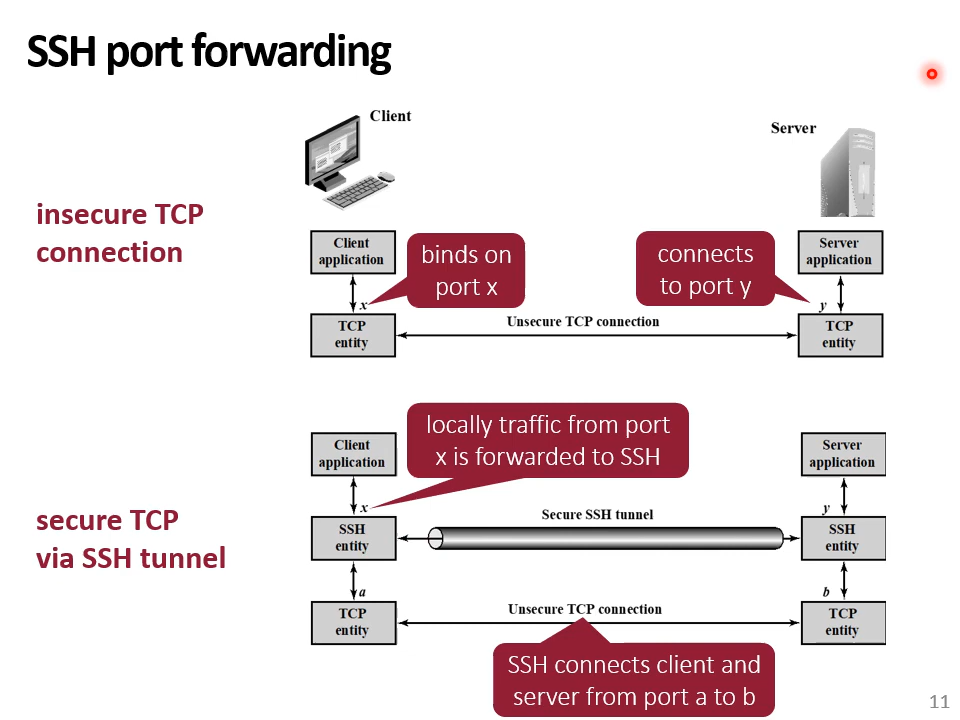 SSH port forwarding
Client
Server
insecure TCP
connection
Client
application
binds on
port x
connects
to port y
Server
application
x
y
TCP
entity
Unsecure TCP connection
TCP
entity
locally traffic from port
x is forwarded to SSH
Client
application
Server
application
secure TCP
via SSH tunnel
x
y
SSH
entity
Secure SSH tunnel
SSH
entity
a
b
TCP
entity
Unsecure TCP connection
TCP
entity
SSH connects client and
server from port a to b
11